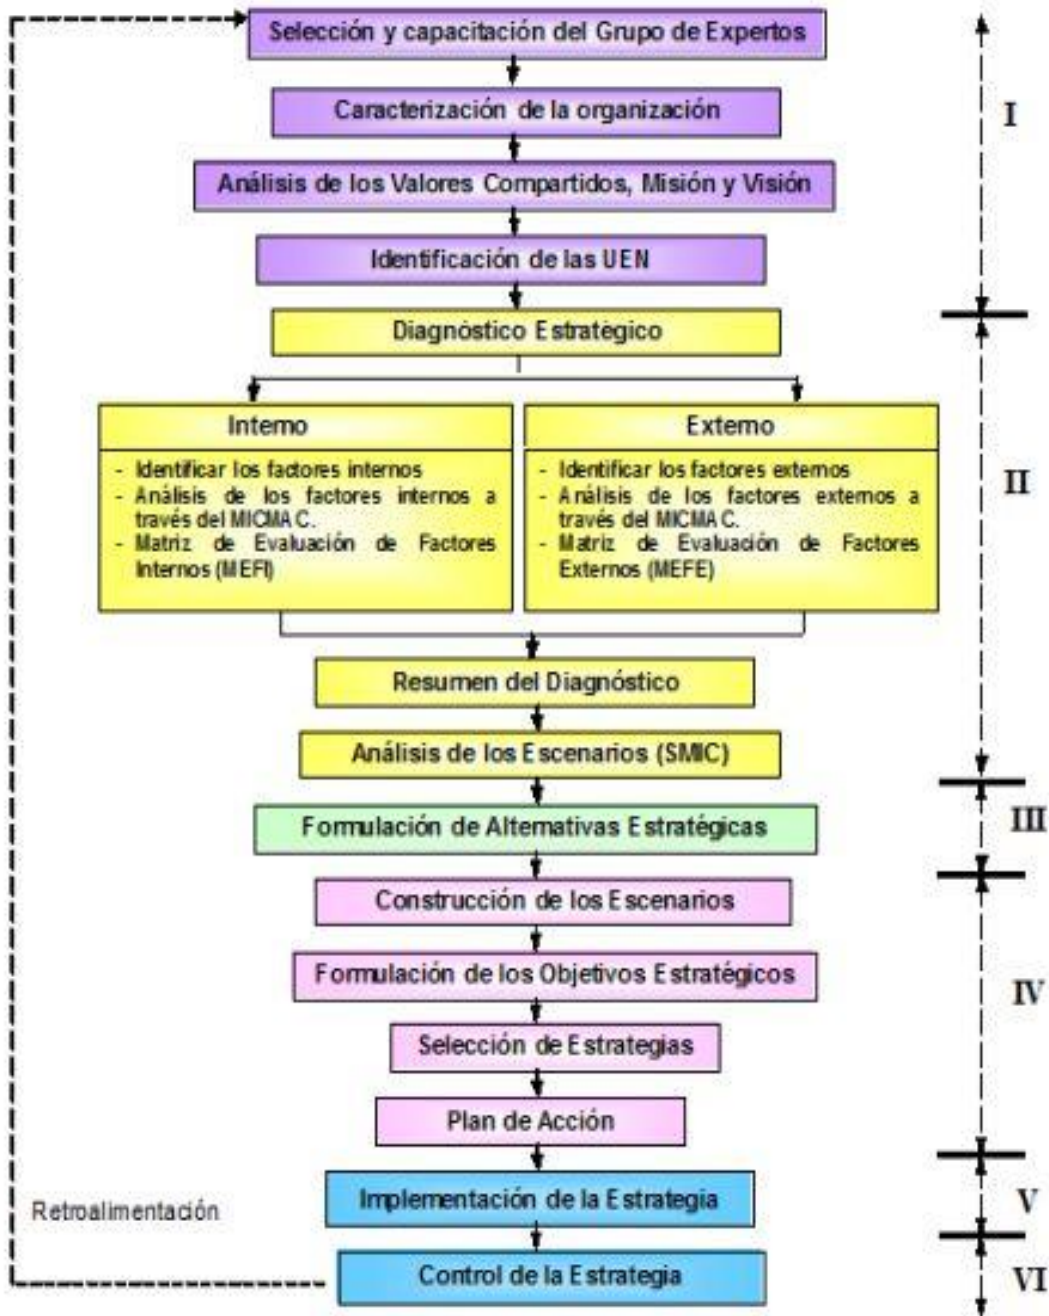 Selección y capacitación del Grupo de Expertos
Caracterización de la organización
I
Análisis de los Valores Compartidos, Misión y Visión
Identificación de las UEN
Diagnóstico Estratégico
Interno
- Identificar los factores internos
- Análisis de los factores internos a
través del MICMAC.
- Matriz de Evaluación de Factores
Internos (MEFI)
Externo
- Identificar los factores externos
- Análisis de los factores externos a
través del MICMAC.
- Matriz de Evaluación de Factores
Externos (MEFE)
II
Resumen del Diagnóstico
Análisis de los Escenarios (SMIC)
Formulación de Alternativas Estratégicas
III
Construcción de los Escenarios
Formulación de los Objetivos Estratégicos
IV
Selección de Estrategias
Plan de Acción
Implementación de la Estrategia
V
Retroalimentación
Control de la Estrategia
VI